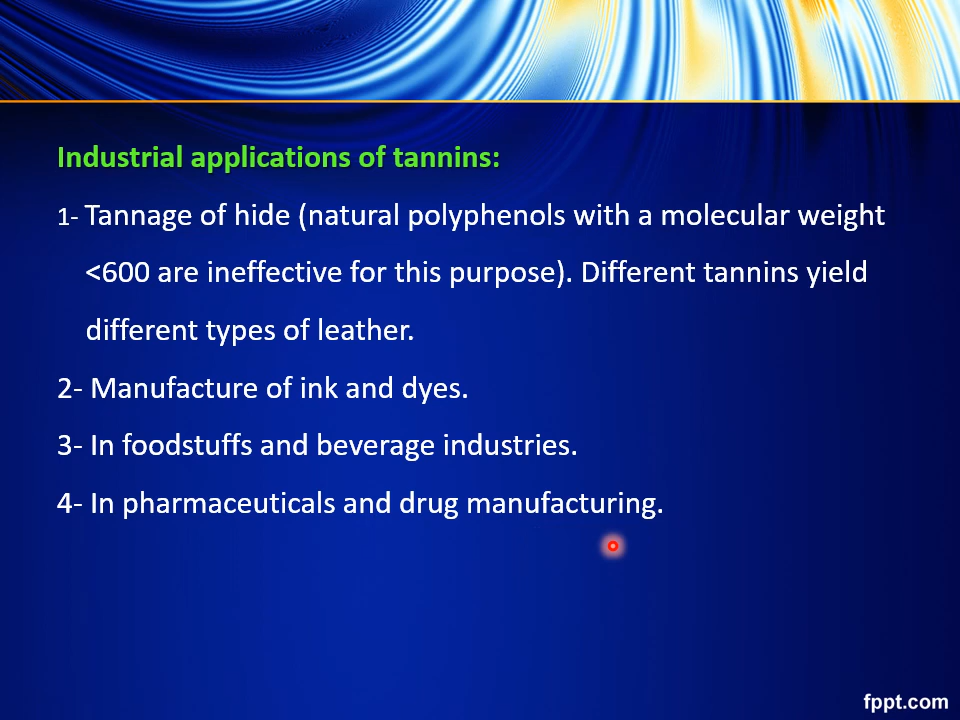 Industrial applications of tannins:
1- Tannage of hide (natural polyphenols with a molecular weight
<600 are ineffective for this purpose). Different tannins yield
different types of leather.
2- Manufacture of ink and dyes.
3- In foodstuffs and beverage industries.
4- In pharmaceuticals and drug manufacturing.
fppt.com